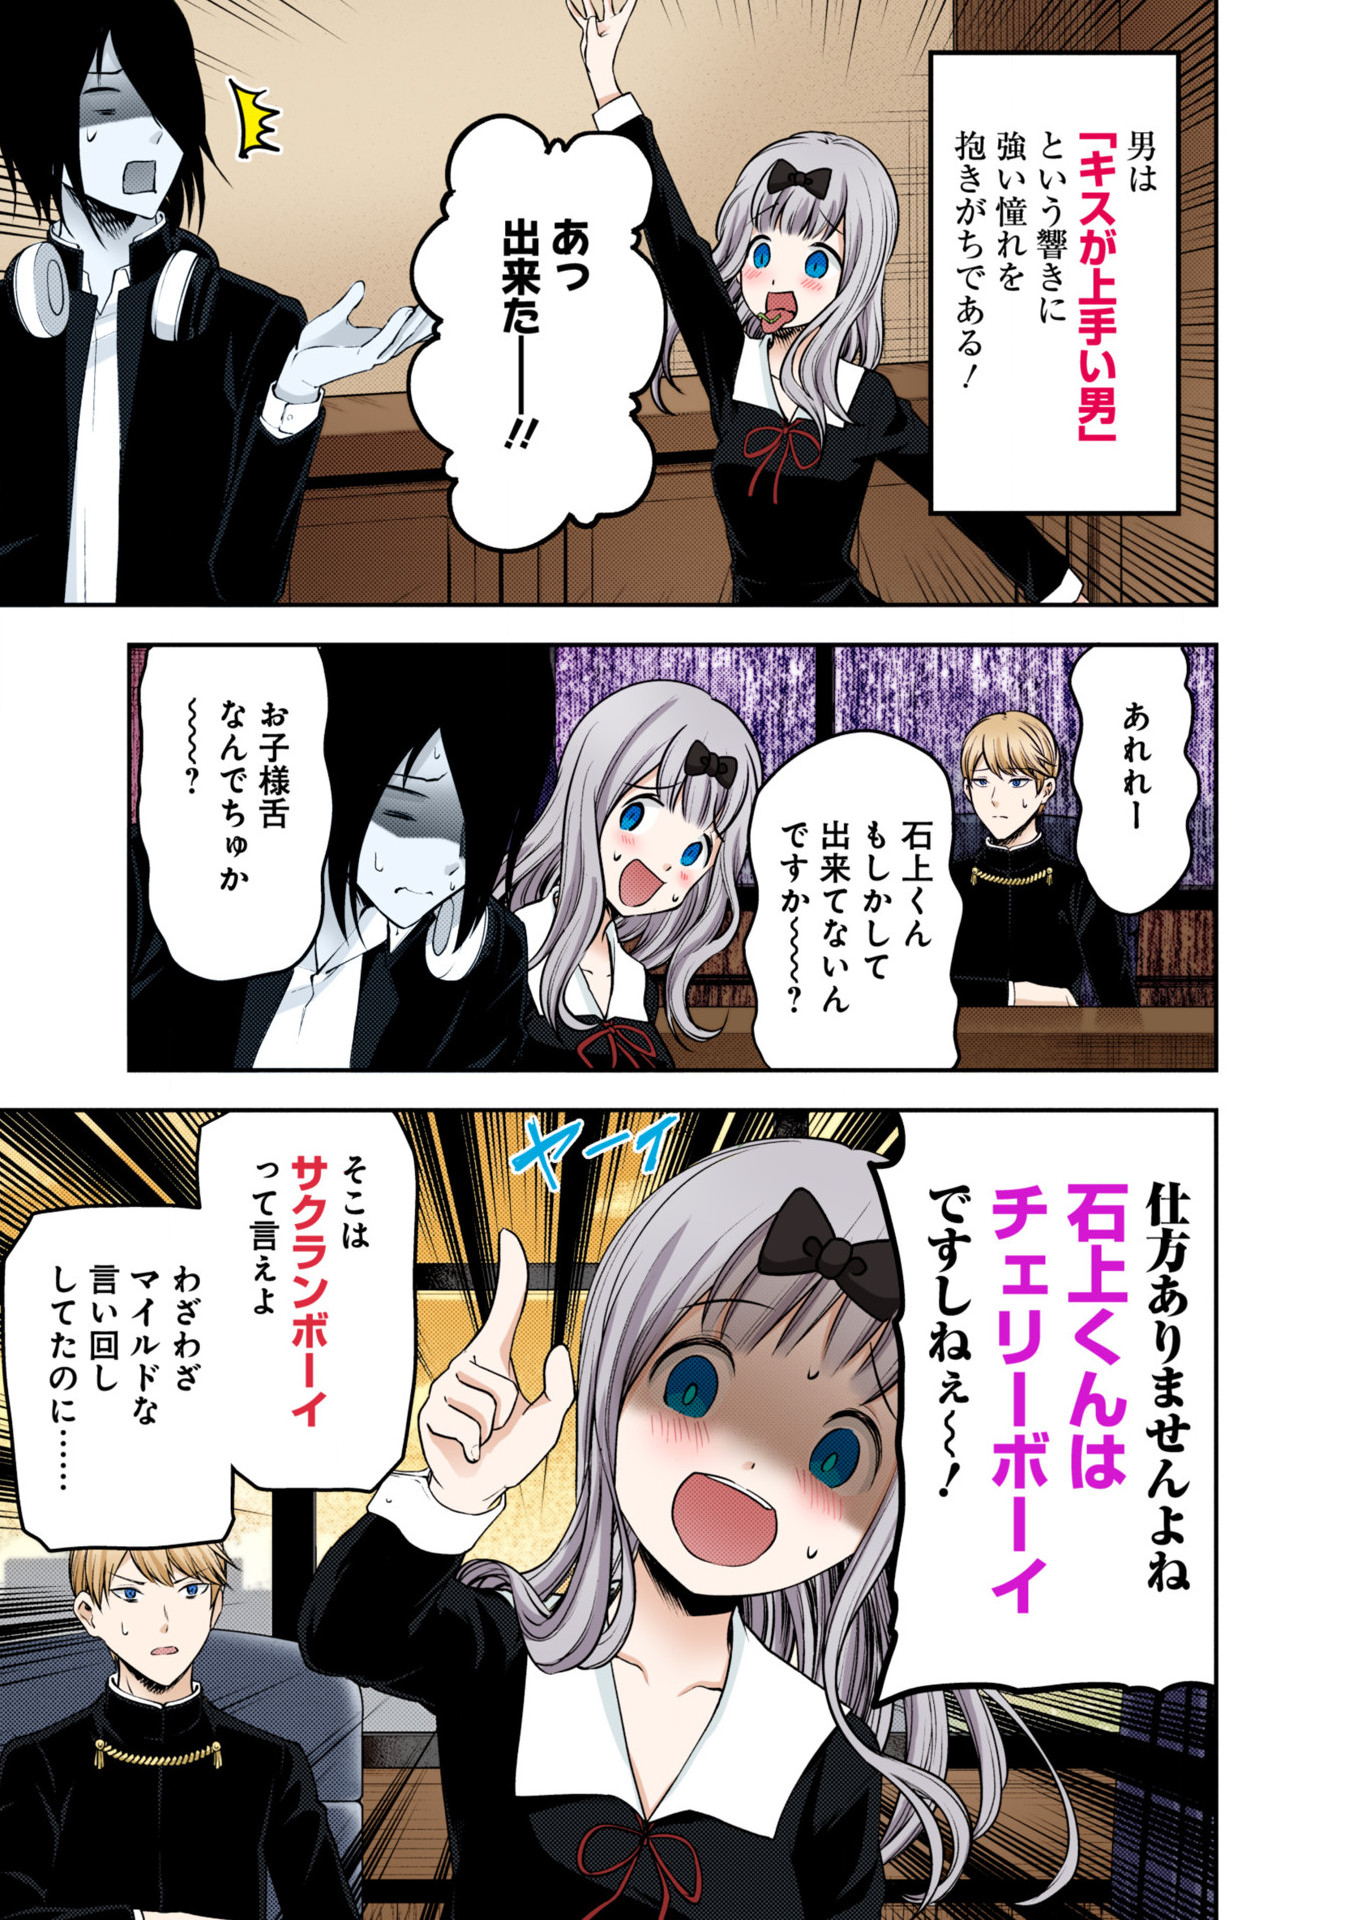 男は
「キスが上手い男」
という響きに
強い憧れを
抱きがちである！
あっ
出来た――!!
あれれー
石上くん
もしかして
出来てないん
ですか～～～？
お子様舌
なんでちゅか
～～～？
仕方ありませんよね
石上くんは
チェリーボーイ
ですしねぇ～！
ヤーイ
そこは
サクランボーイ
って言えよ
わざわざ
マイルドな
言い回し
してたのに……